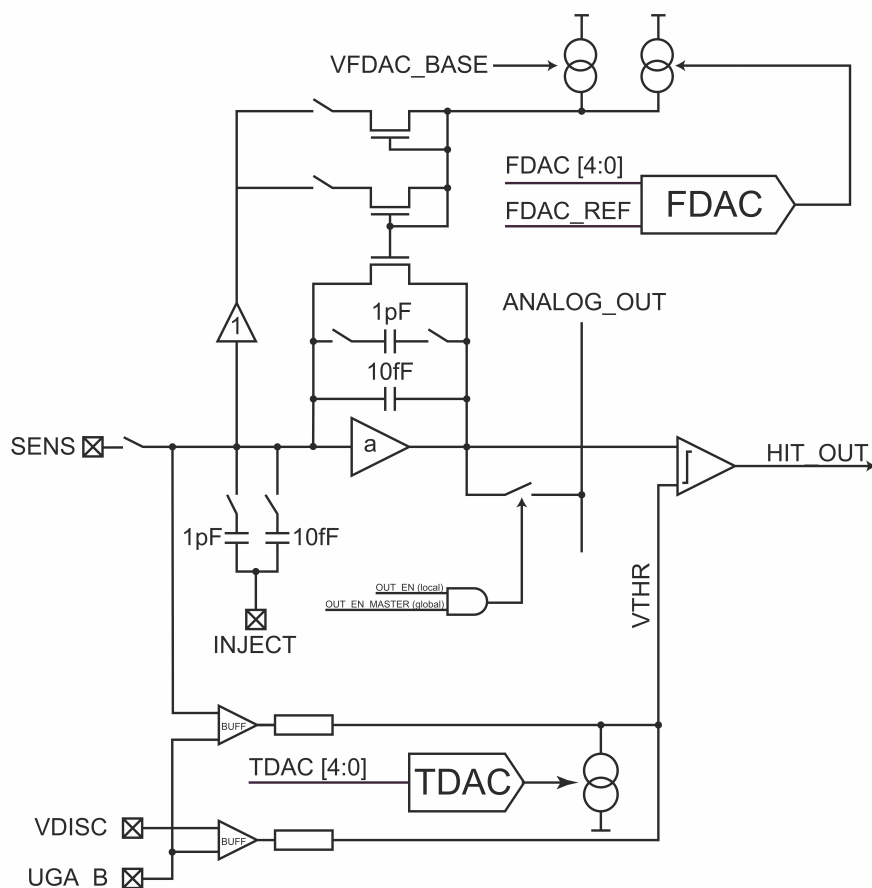 VFDAC_BASE
FDAC [4:0]
FDAC_REF
FDAC
1
1pF
ANALOG_OUT
10fF
SENS
a
HIT_OUT
1pF
10fF
OUT_EN (local)
OUT_EN_MASTER (global)
INJECT
VTHR
BUFF
TDAC [4:0]
TDAC
VDISC
BUFF
UGA_B